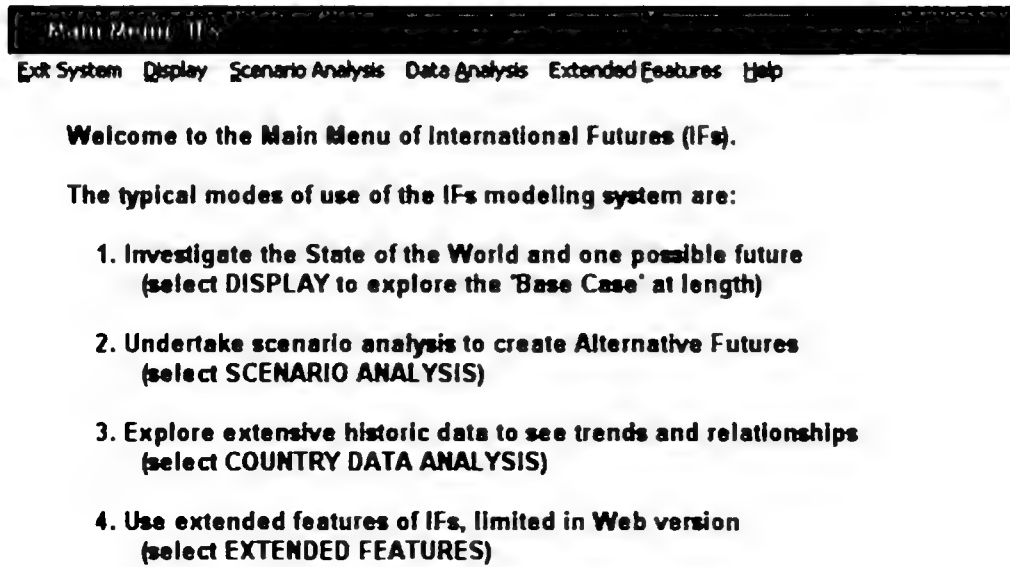 Main Menu IFs
Exit System Display Scenario Analysis Data Analysis Extended Features Help
Welcome to the Main Menu of International Futures (IFs).
The typical modes of use of the IFs modeling system are:
1. Investigate the State of the World and one possible future
(select DISPLAY to explore the 'Base Case' at length)
2. Undertake scenario analysis to create Alternative Futures
(select SCENARIO ANALYSIS)
3. Explore extensive historic data to see trends and relationships
(select COUNTRY DATA ANALYSIS)
4. Use extended features of IFs, limited in Web version
(select EXTENDED FEATURES)